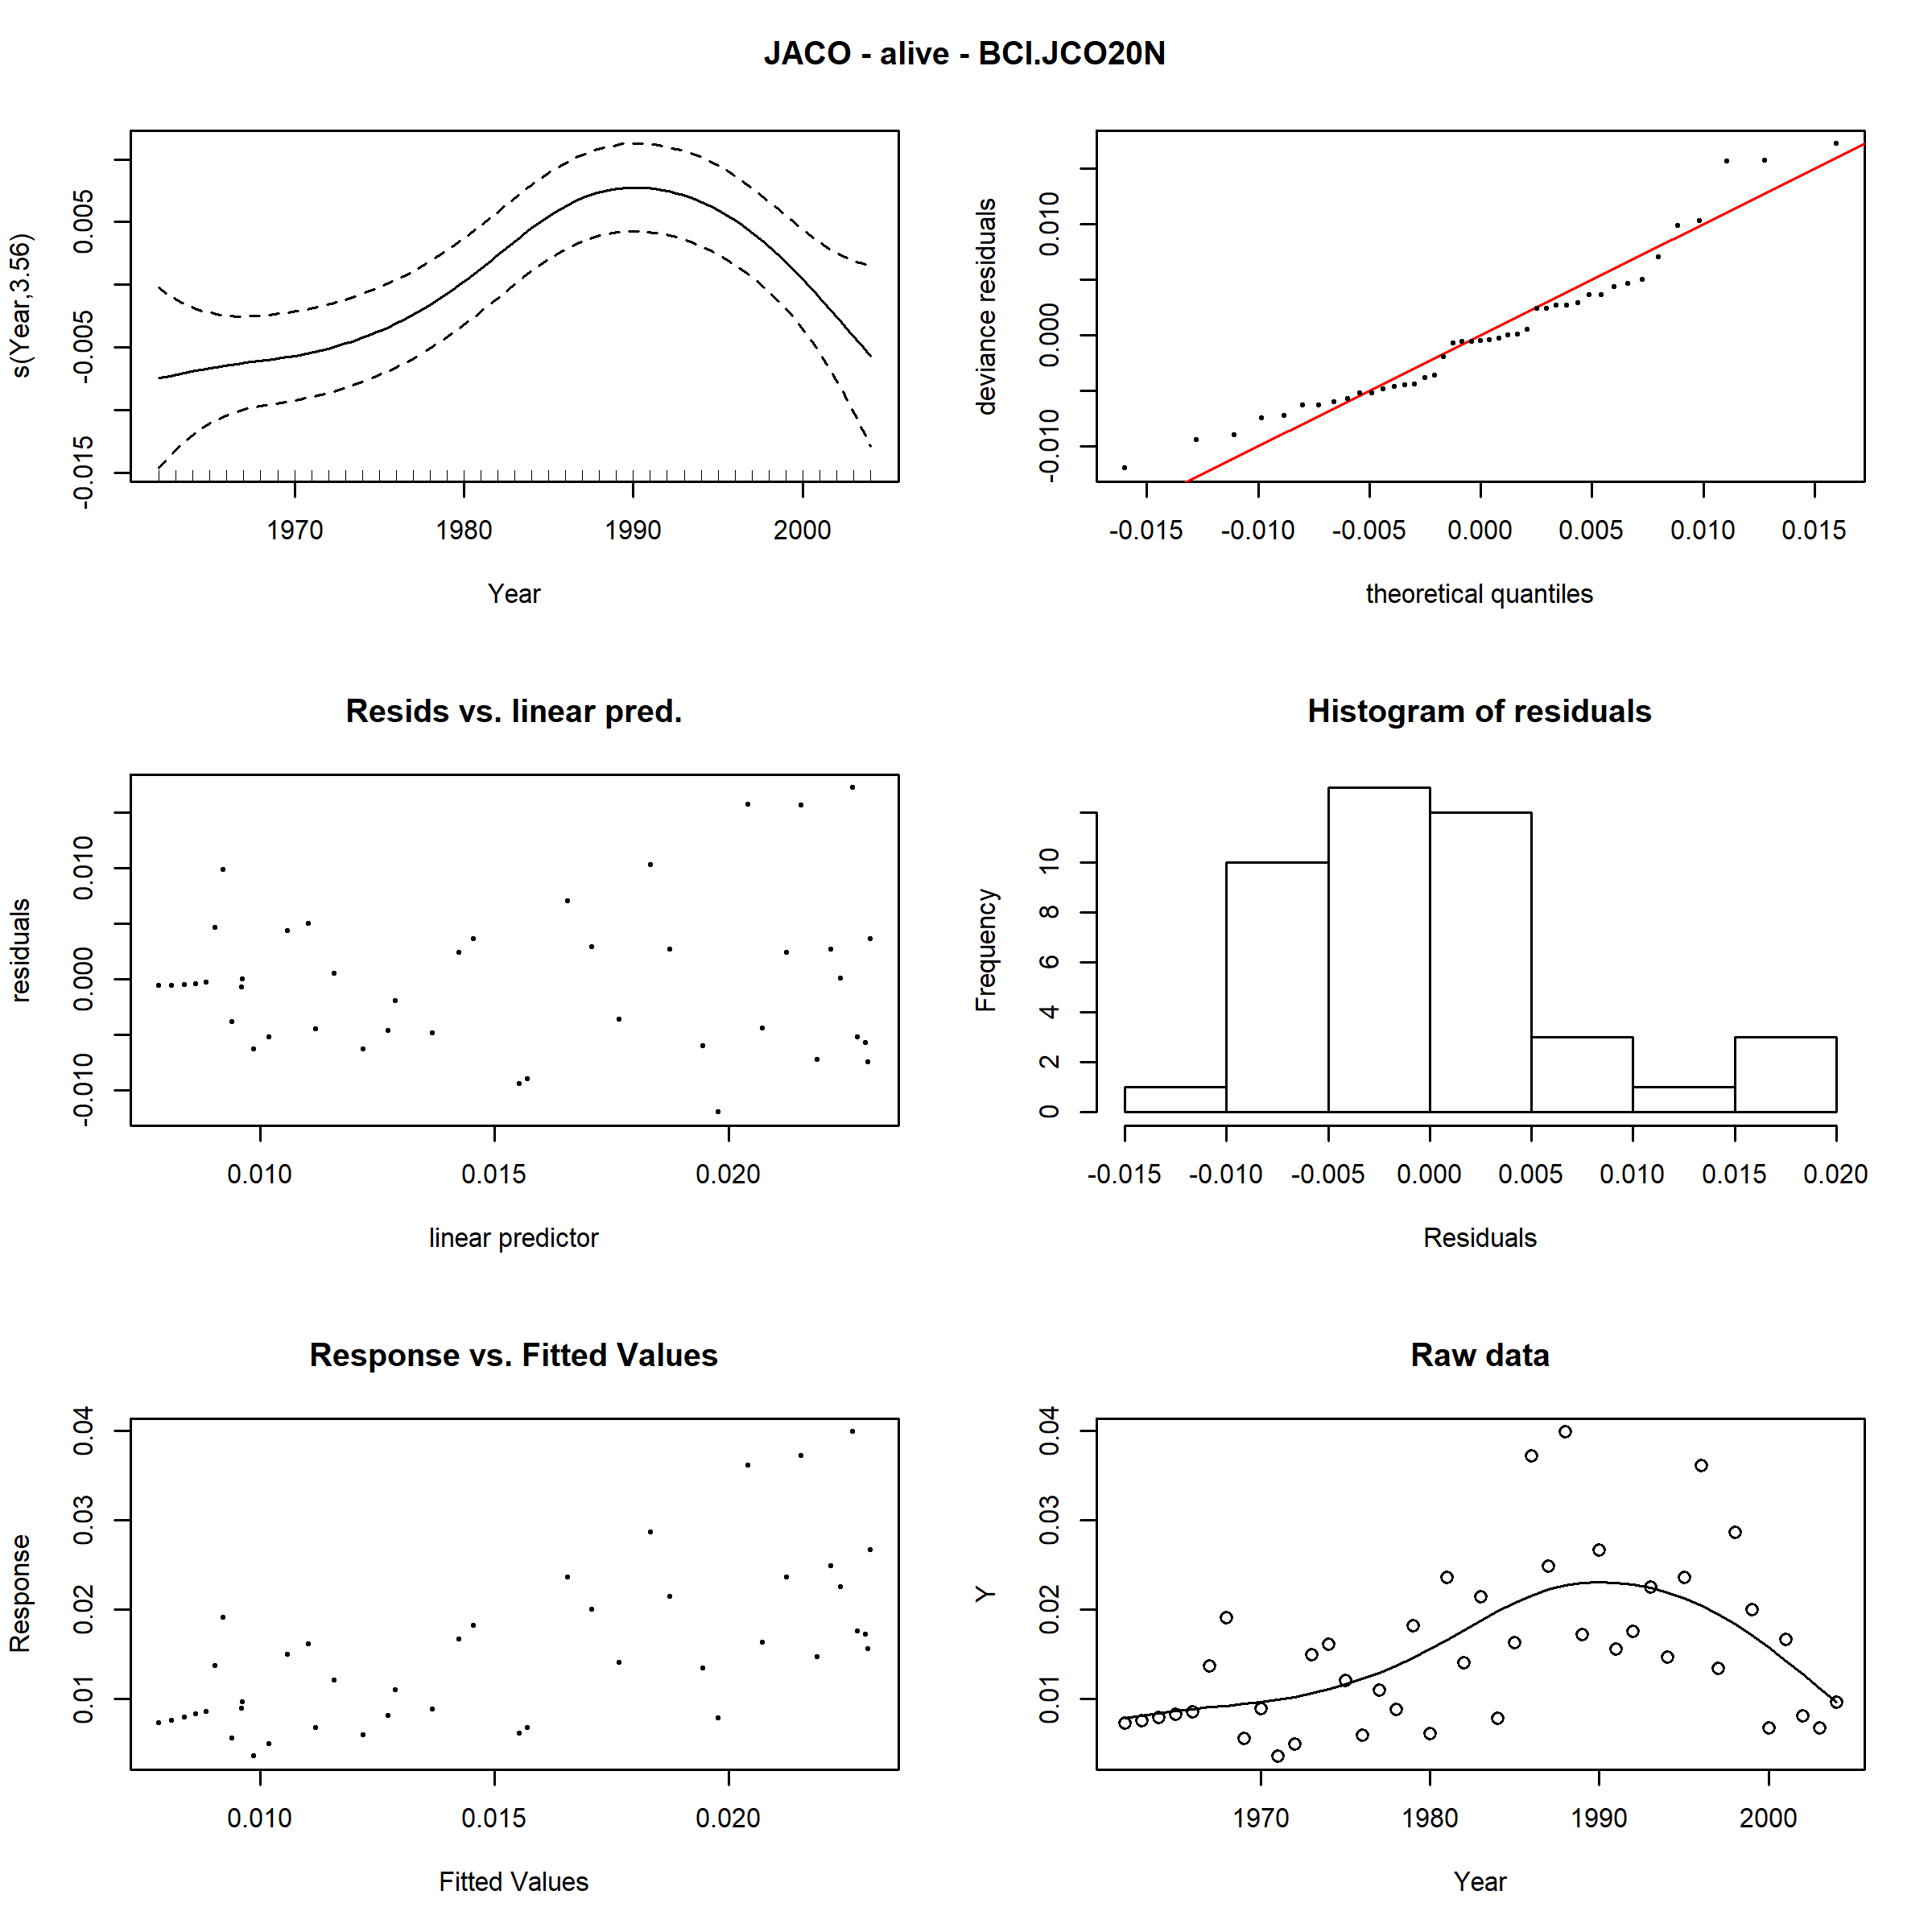 JACO - alive - BCI.JCO20N
s(Year,3.56)
-0.015 -0.005 0.005
1970 1980 1990 2000
Year
deviance residuals
-0.010 0.000 0.010
-0.015 -0.010 -0.005 0.000 0.005 0.010 0.015
theoretical quantiles
Resids vs. linear pred.
residuals
-0.010 0.000 0.010
0.010 0.015 0.020
linear predictor
Histogram of residuals
Frequency
0 2 4 6 8 10
-0.015 -0.010 -0.005 0.000 0.005 0.010 0.015 0.020
Residuals
Response vs. Fitted Values
Response
0.01 0.02 0.03 0.04
0.010 0.015 0.020
Fitted Values
Raw data
Y
0.01 0.02 0.03 0.04
1970 1980 1990 2000
Year